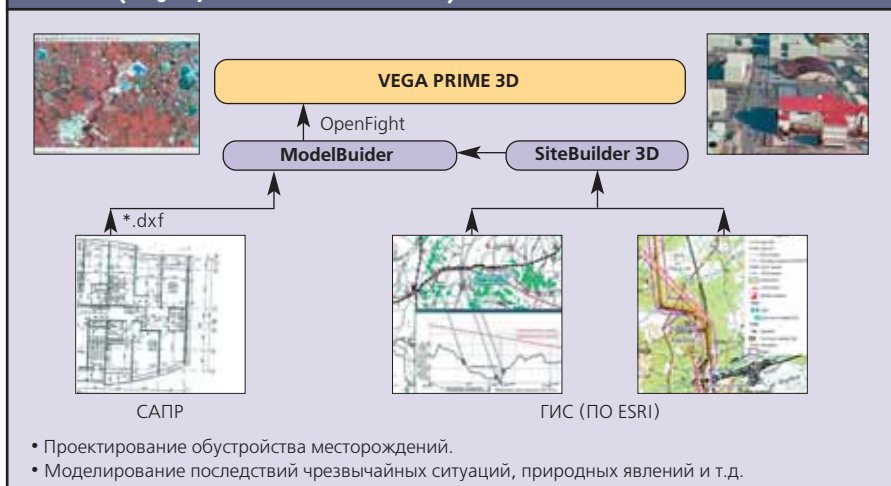 VEGA PRIME 3D
OpenFight
ModelBuider
SiteBuilder 3D
*.dxf
САПР
ГИС (ПО ESRI)
• Проектирование обустройства месторождений.
• Моделирование последствий чрезвычайных ситуаций, природных явлений и т.д.